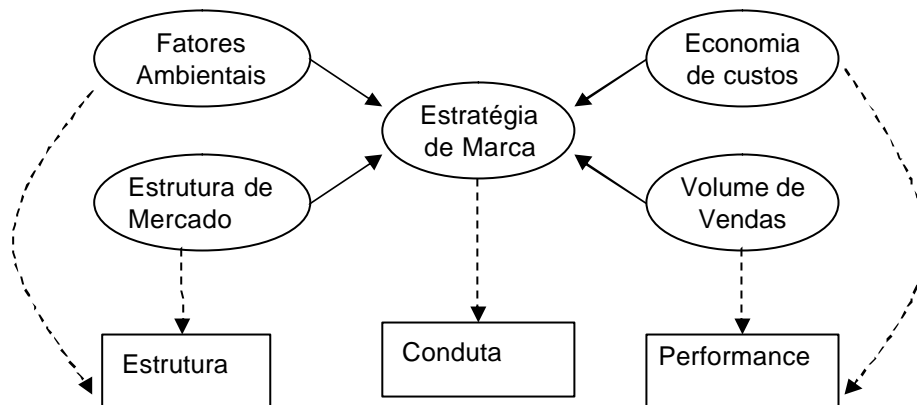 Fatores
Ambientais
Economia
de custos
Estratégia
de Marca
Estrutura de
Mercado
Volume de
Vendas
Estrutura
Conduta
Performance